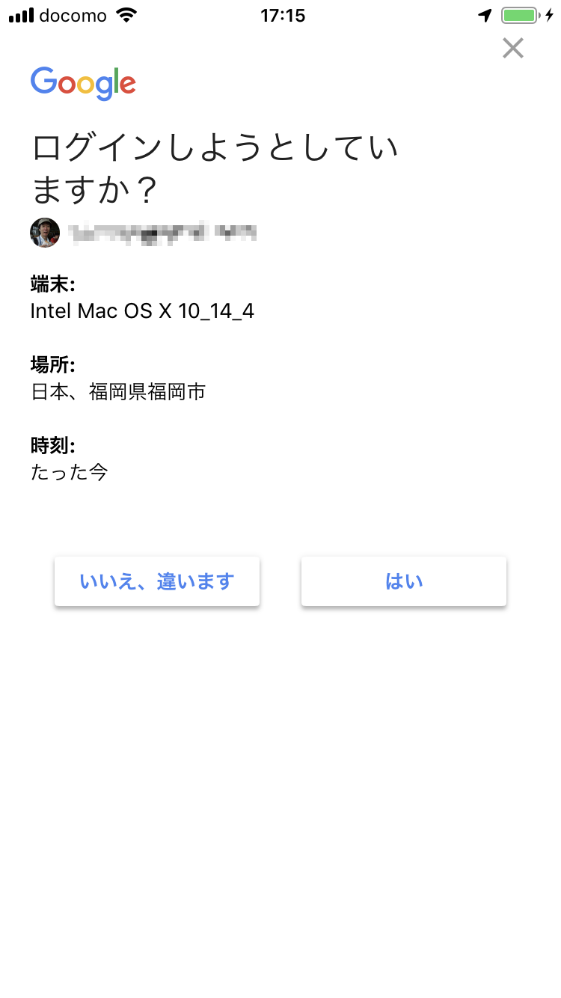 docomo 17:15
Google
ログインしようとしてい
ますか？
端末:
Intel Mac OS X 10_14_4
場所:
日本、福岡県福岡市
時刻:
たった今
いいえ、違います はい